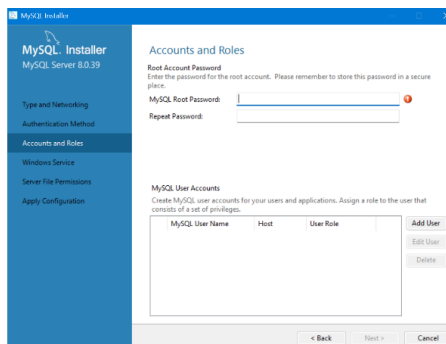 MySQL Installer
MySQL. Installer
MySQL Server 8.0.39
Type and Networking
Authentication Method
Accounts and Roles
Windows Service
Server File Permissions
Apply Configuration
Accounts and Roles
Root Account Password
Enter the password for the root account. Please remember to store this password in a secure
place.
MySQL Root Password:
Repeat Password:
MySQL User Accounts
Create MySQL user accounts for your users and applications. Assign a role to the user that
consists of a set of privileges.
MySQL User Name Host User Role
Add User
Edit User
Delete
< Back Next > Cancel